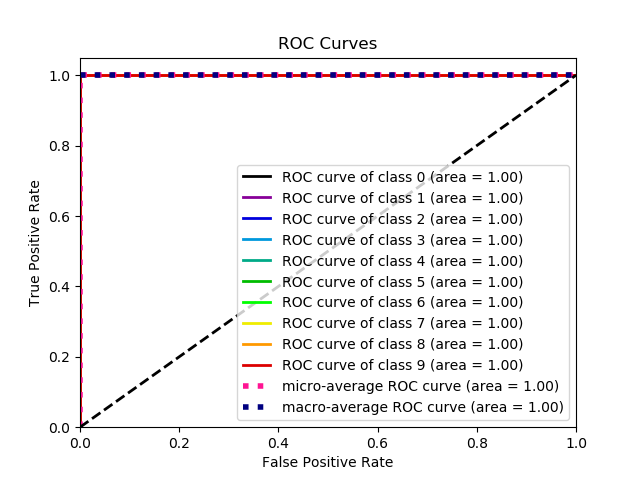 ROC Curves
1.0
0.8
0.6
0.4
0.2
0.0
True Positive Rate
ROC curve of class 0 (area = 1.00)
ROC curve of class 1 (area = 1.00)
ROC curve of class 2 (area = 1.00)
ROC curve of class 3 (area = 1.00)
ROC curve of class 4 (area = 1.00)
ROC curve of class 5 (area = 1.00)
ROC curve of class 6 (area = 1.00)
ROC curve of class 7 (area = 1.00)
ROC curve of class 8 (area = 1.00)
ROC curve of class 9 (area = 1.00)
micro-average ROC curve (area = 1.00)
macro-average ROC curve (area = 1.00)
0.0 0.2 0.4 0.6 0.8 1.0
False Positive Rate